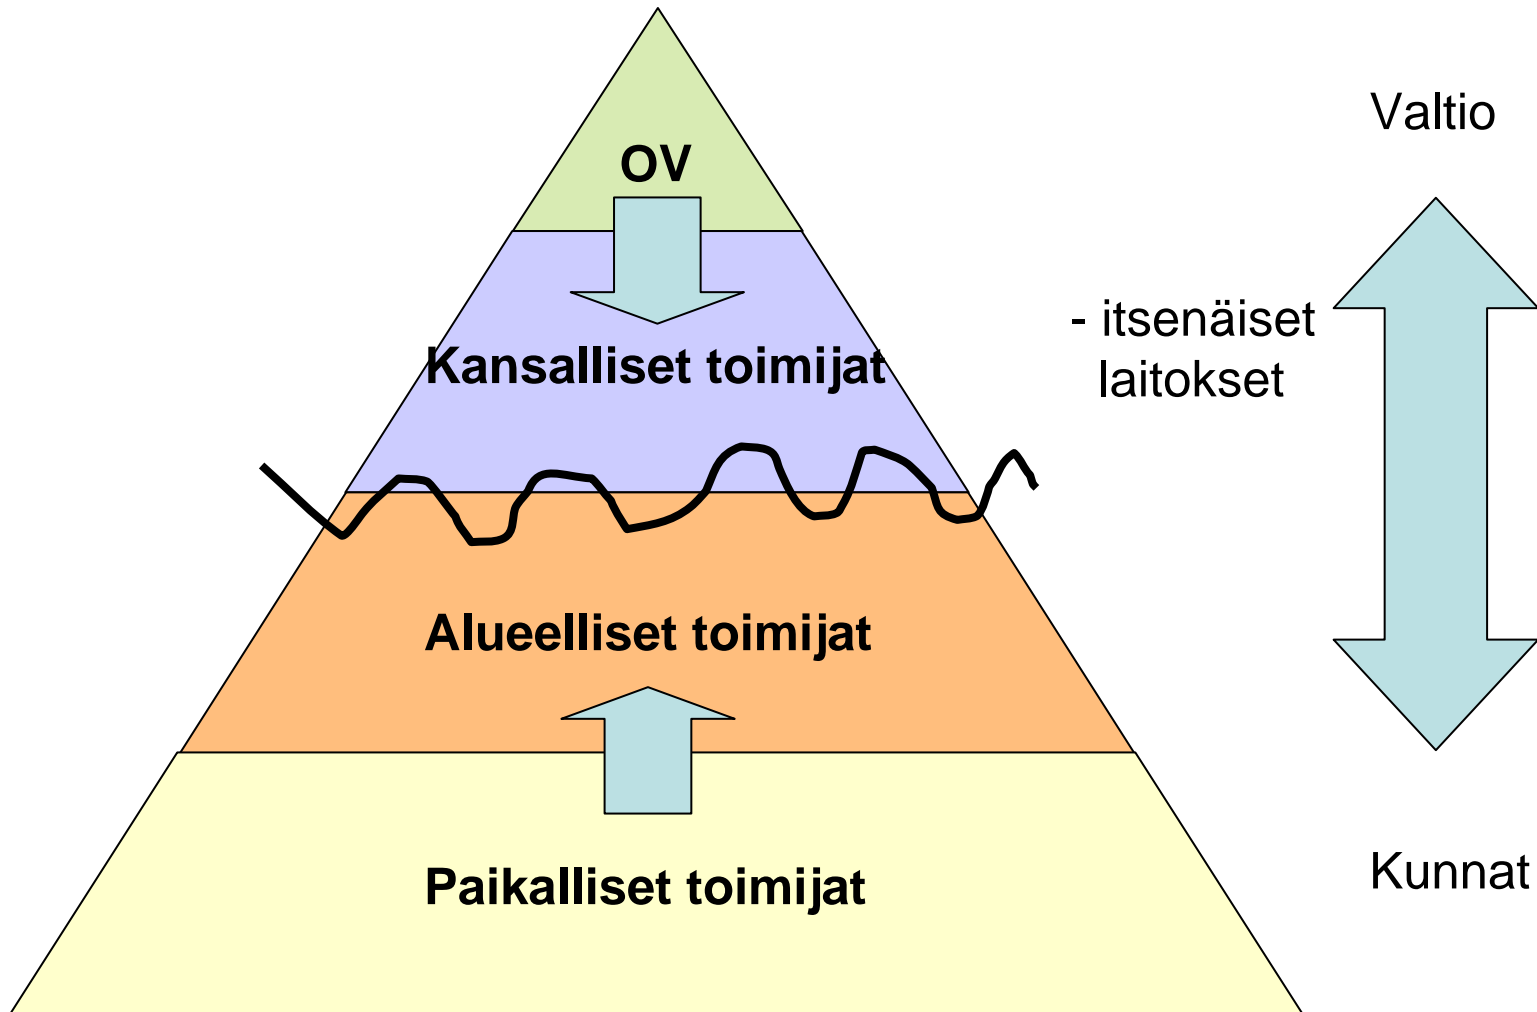 Valtio
OV
- itsenäiset
laitokset
Kansalliset toimijat
Alueelliset toimijat
Paikalliset toimijat
Kunnat